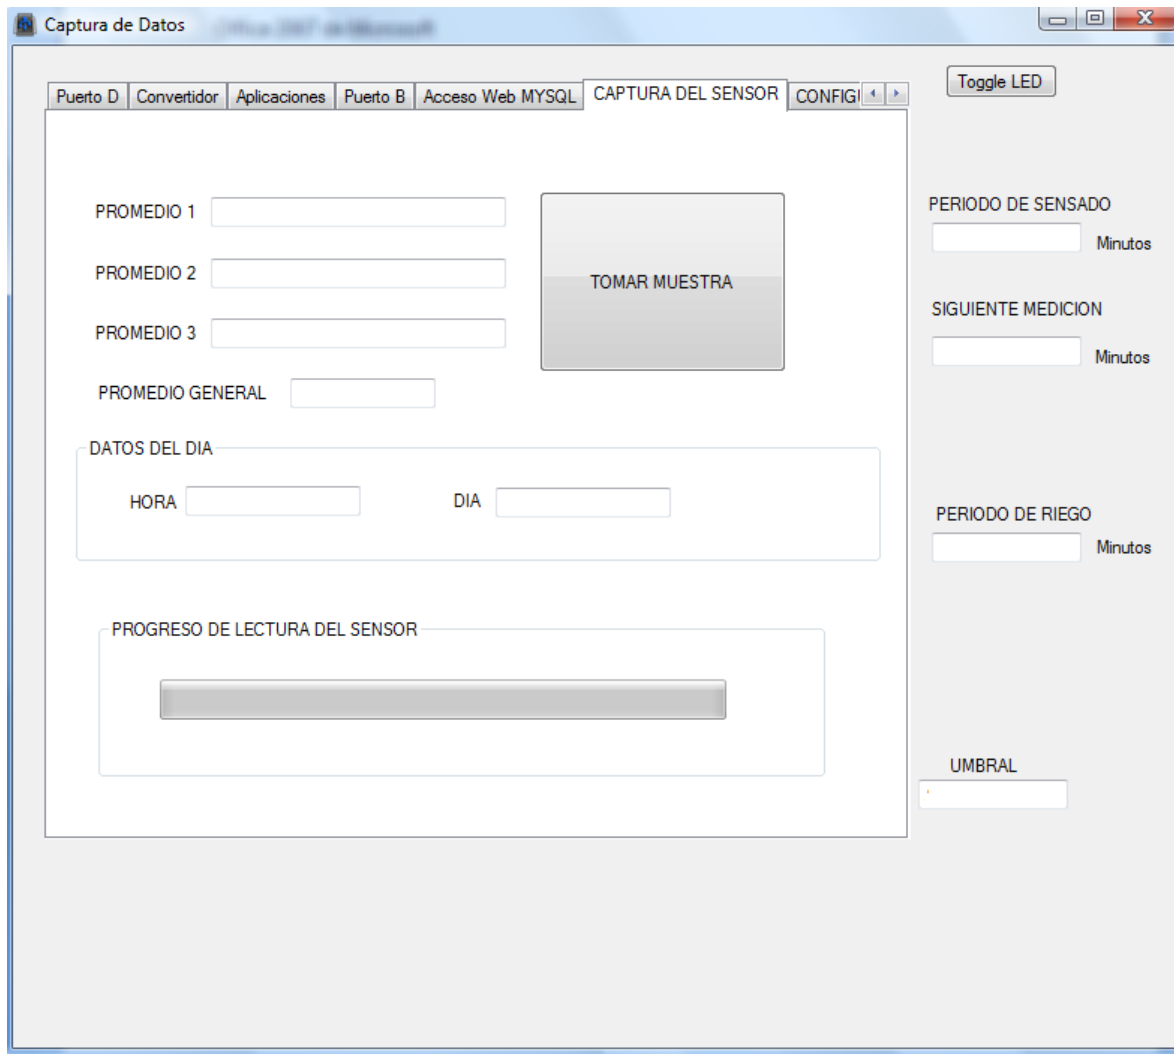 Captura de Datos
Toggle LED
Puerto D Convertidor Aplicaciones Puerto B Acceso Web MYSQL CAPTURA DEL SENSOR CONFIG
PROMEDIO 1
PROMEDIO 2
PROMEDIO 3
PROMEDIO GENERAL
TOMAR MUESTRA
DATOS DEL DIA
HORA
DIA
PROGRESO DE LECTURA DEL SENSOR
PERIODO DE SENSADO
Minutos
SIGUIENTE MEDICION
Minutos
PERIODO DE RIEGO
Minutos
UMBRAL